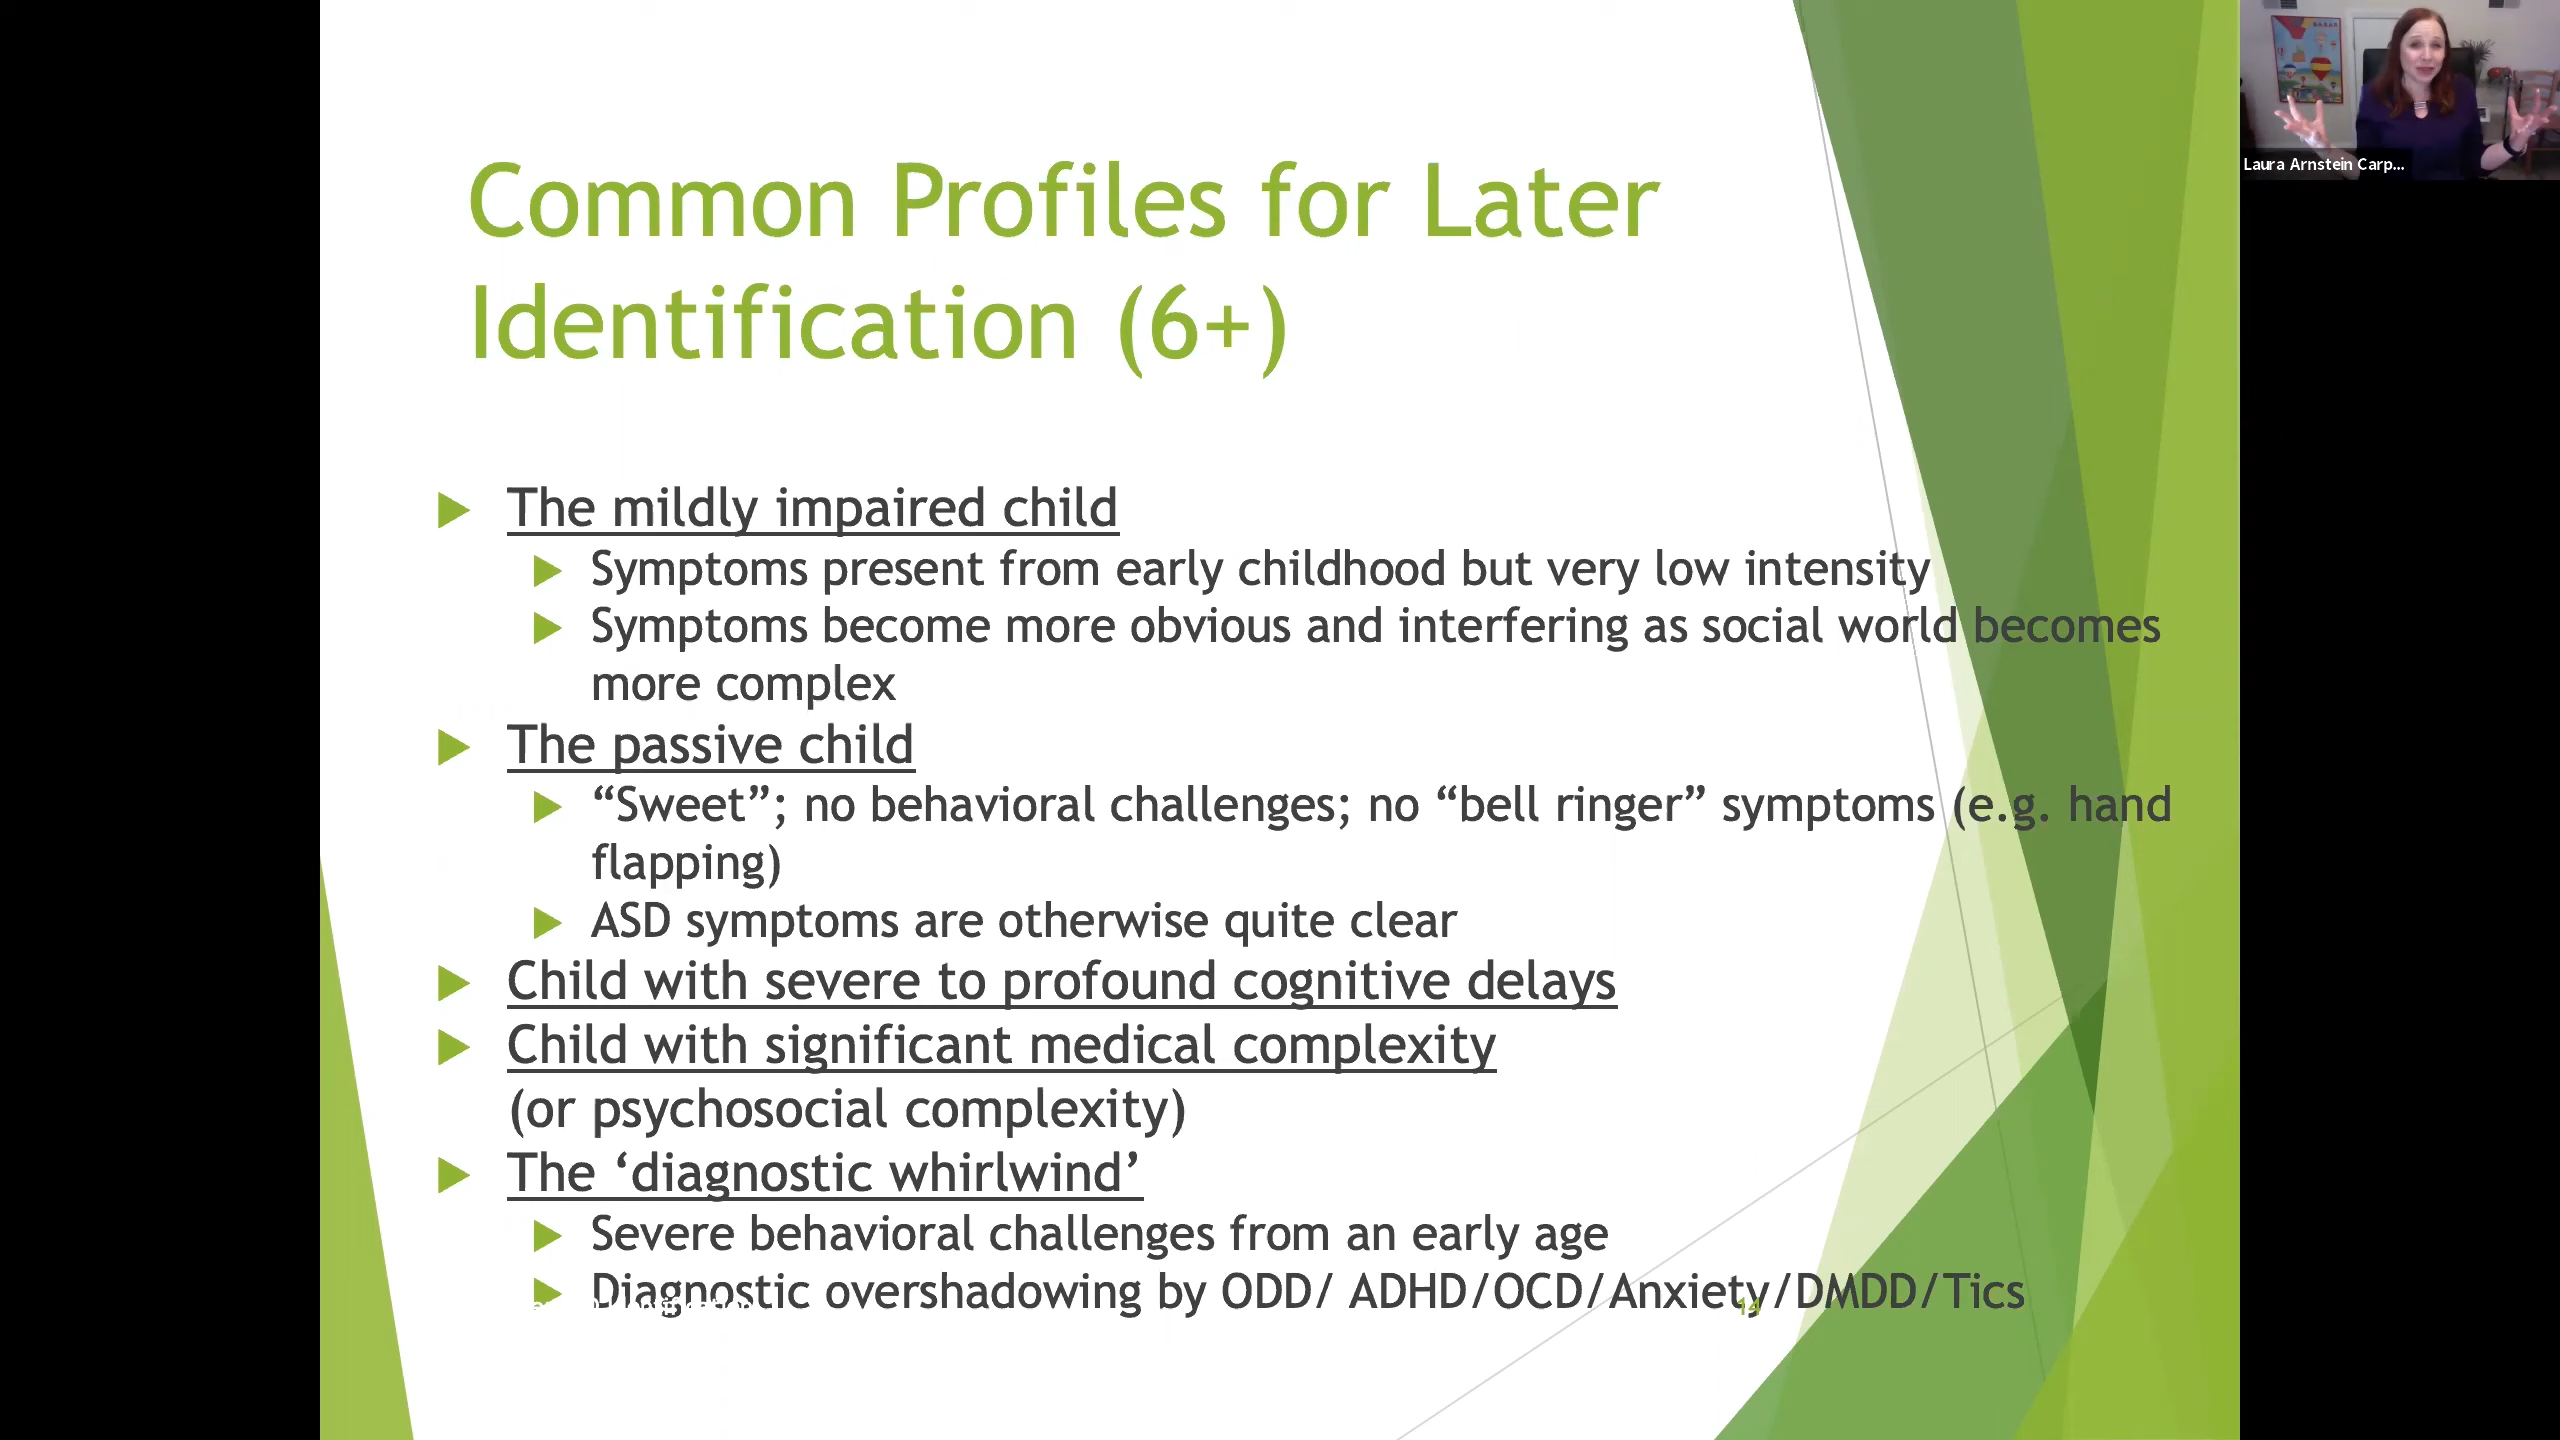 Common Profiles for Later
Identification (6+)
The mildly impaired child
Symptoms present from early childhood but very low intensity
Symptoms become more obvious and interfering as social world becomes
more complex
The passive child
“Sweet”; no behavioral challenges; no “bell ringer” symptoms (e.g. hand
flapping)
ASD symptoms are otherwise quite clear
Child with severe to profound cognitive delays
Child with significant medical complexity
(or psychosocial complexity)
The ‘diagnostic whirlwind’
Severe behavioral challenges from an early age
Diagnostic overshadowing by ODD/ ADHD/OCD/Anxiety/DMDD/Tics
14
Laura Arnstein Carp...